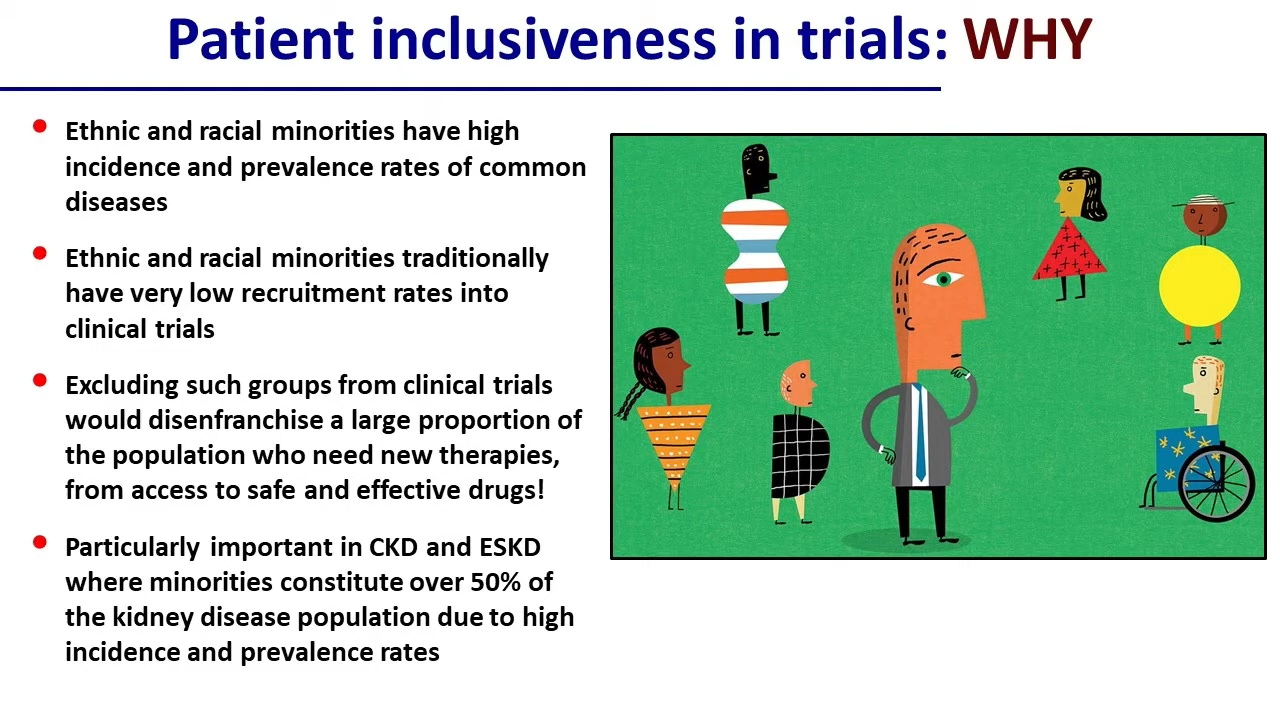 Patient inclusiveness in trials: WHY
• Ethnic and racial minorities have high
incidence and prevalence rates of common
diseases
• Ethnic and racial minorities traditionally
have very low recruitment rates into
clinical trials
• Excluding such groups from clinical trials
would disenfranchise a large proportion of
the population who need new therapies,
from access to safe and effective drugs!
• Particularly important in CKD and ESKD
where minorities constitute over 50% of
the kidney disease population due to high
incidence and prevalence rates